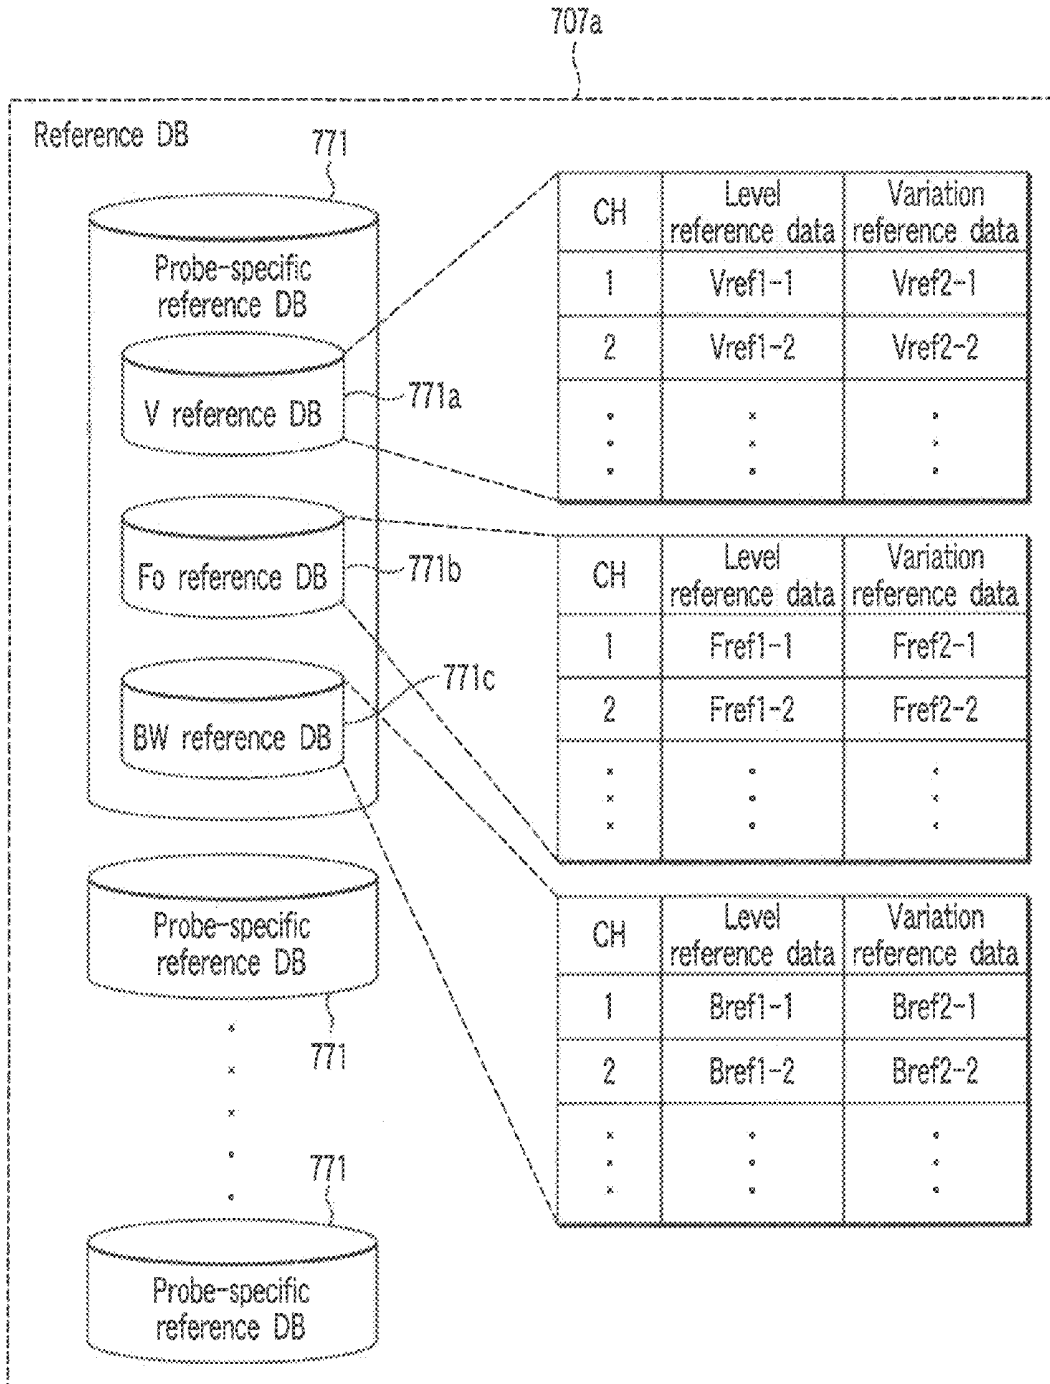 707a
Reference DB
771
Probe-specific
reference DB
V reference DB
771a
Fo reference DB
771b
BW reference DB
771c
Probe-specific
reference DB
771
771
Probe-specific
reference DB
CH Level reference data Variation reference data
1 Vref1-1 Vref2-1
2 Vref1-2 Vref2-2
CH Level reference data Variation reference data
1 Fref1-1 Fref2-1
2 Fref1-2 Fref2-2
CH Level reference data Variation reference data
1 Bref1-1 Bref2-1
2 Bref1-2 Bref2-2